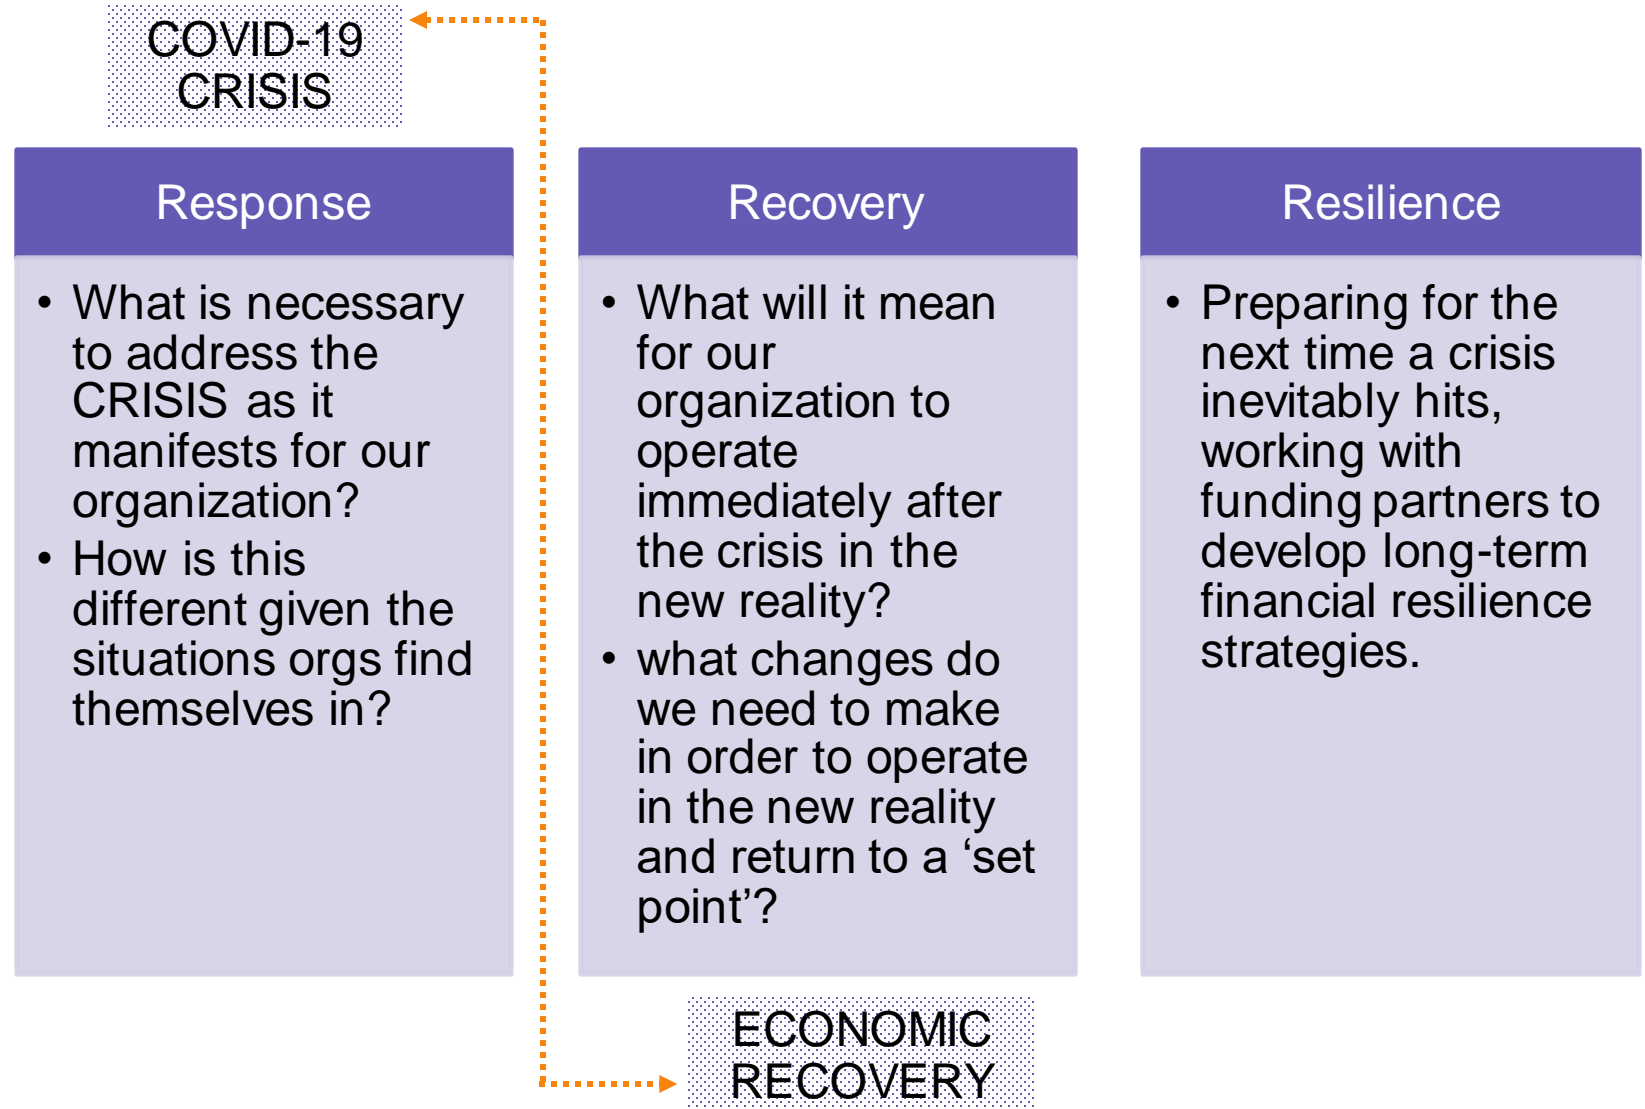 COVID-19
CRISIS
Response
• What is necessary
to address the
CRISIS as it
manifests for our
organization?
• How is this
different given the
situations orgs find
themselves in?
Recovery
• What will it mean
for our
organization to
operate
immediately after
the crisis in the
new reality?
• what changes do
we need to make
in order to operate
in the new reality
and return to a ‘set
point’?
Resilience
• Preparing for the
next time a crisis
inevitably hits,
working with
funding partners to
develop long-term
financial resilience
strategies.
ECONOMIC
RECOVERY